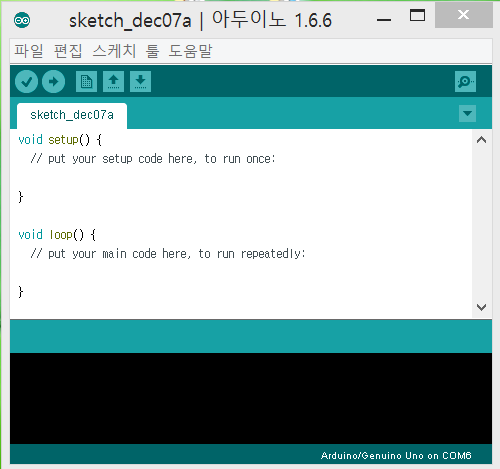 sketch_dec07a | 아두이노 1.6.6
파일 편집 스케치 툴 도움말
sketch_dec07a
void setup() {
// put your setup code here, to run once:
}
void loop() {
// put your main code here, to run repeatedly:
}
Arduino/Genuino Uno on COM6